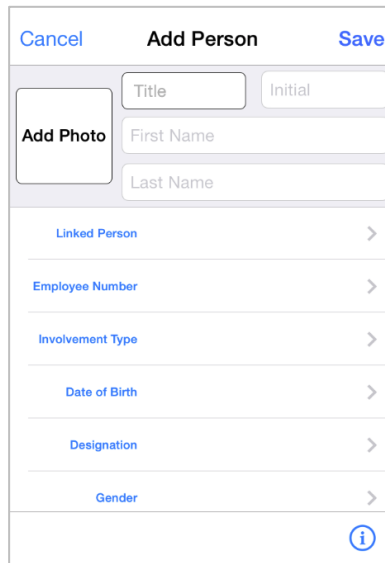 Cancel Add Person Save
Title Initial
Add Photo
First Name
Last Name
Linked Person
Employee Number
Involvement Type
Date of Birth
Designation
Gender
i